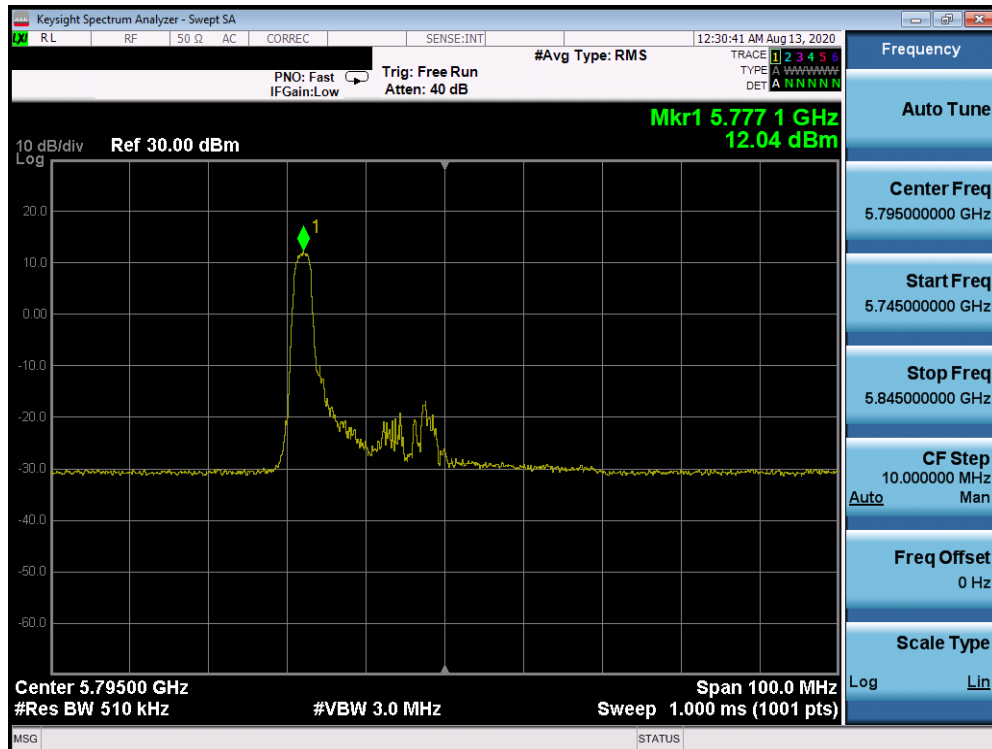 Keysight Spectrum Analyzer - Swept SA
LXI RL RF 50 Ω AC CORREC SENSE:INT 12:30:41 AM Aug 13, 2020
#Avg Type: RMS TRACE 1 2 3 4 5 6
PNO: Fast Trig: Free Run TYPE A WWWWW
IFGain:Low Atten: 40 dB DET A N N N N N
Mkr1 5.777 1 GHz
12.04 dBm
10 dB/div Ref 30.00 dBm
Log
1
20.0
10.0
0.00
-10.0
-20.0
-30.0
-40.0
-50.0
-60.0
Center 5.79500 GHz Span 100.0 MHz
#Res BW 510 kHz #VBW 3.0 MHz Sweep 1.000 ms (1001 pts)
MSG STATUS
Frequency
Auto Tune
Center Freq
5.795000000 GHz
Start Freq
5.745000000 GHz
Stop Freq
5.845000000 GHz
CF Step
10.000000 MHz
Auto Man
Freq Offset
0 Hz
Scale Type
Log Lin